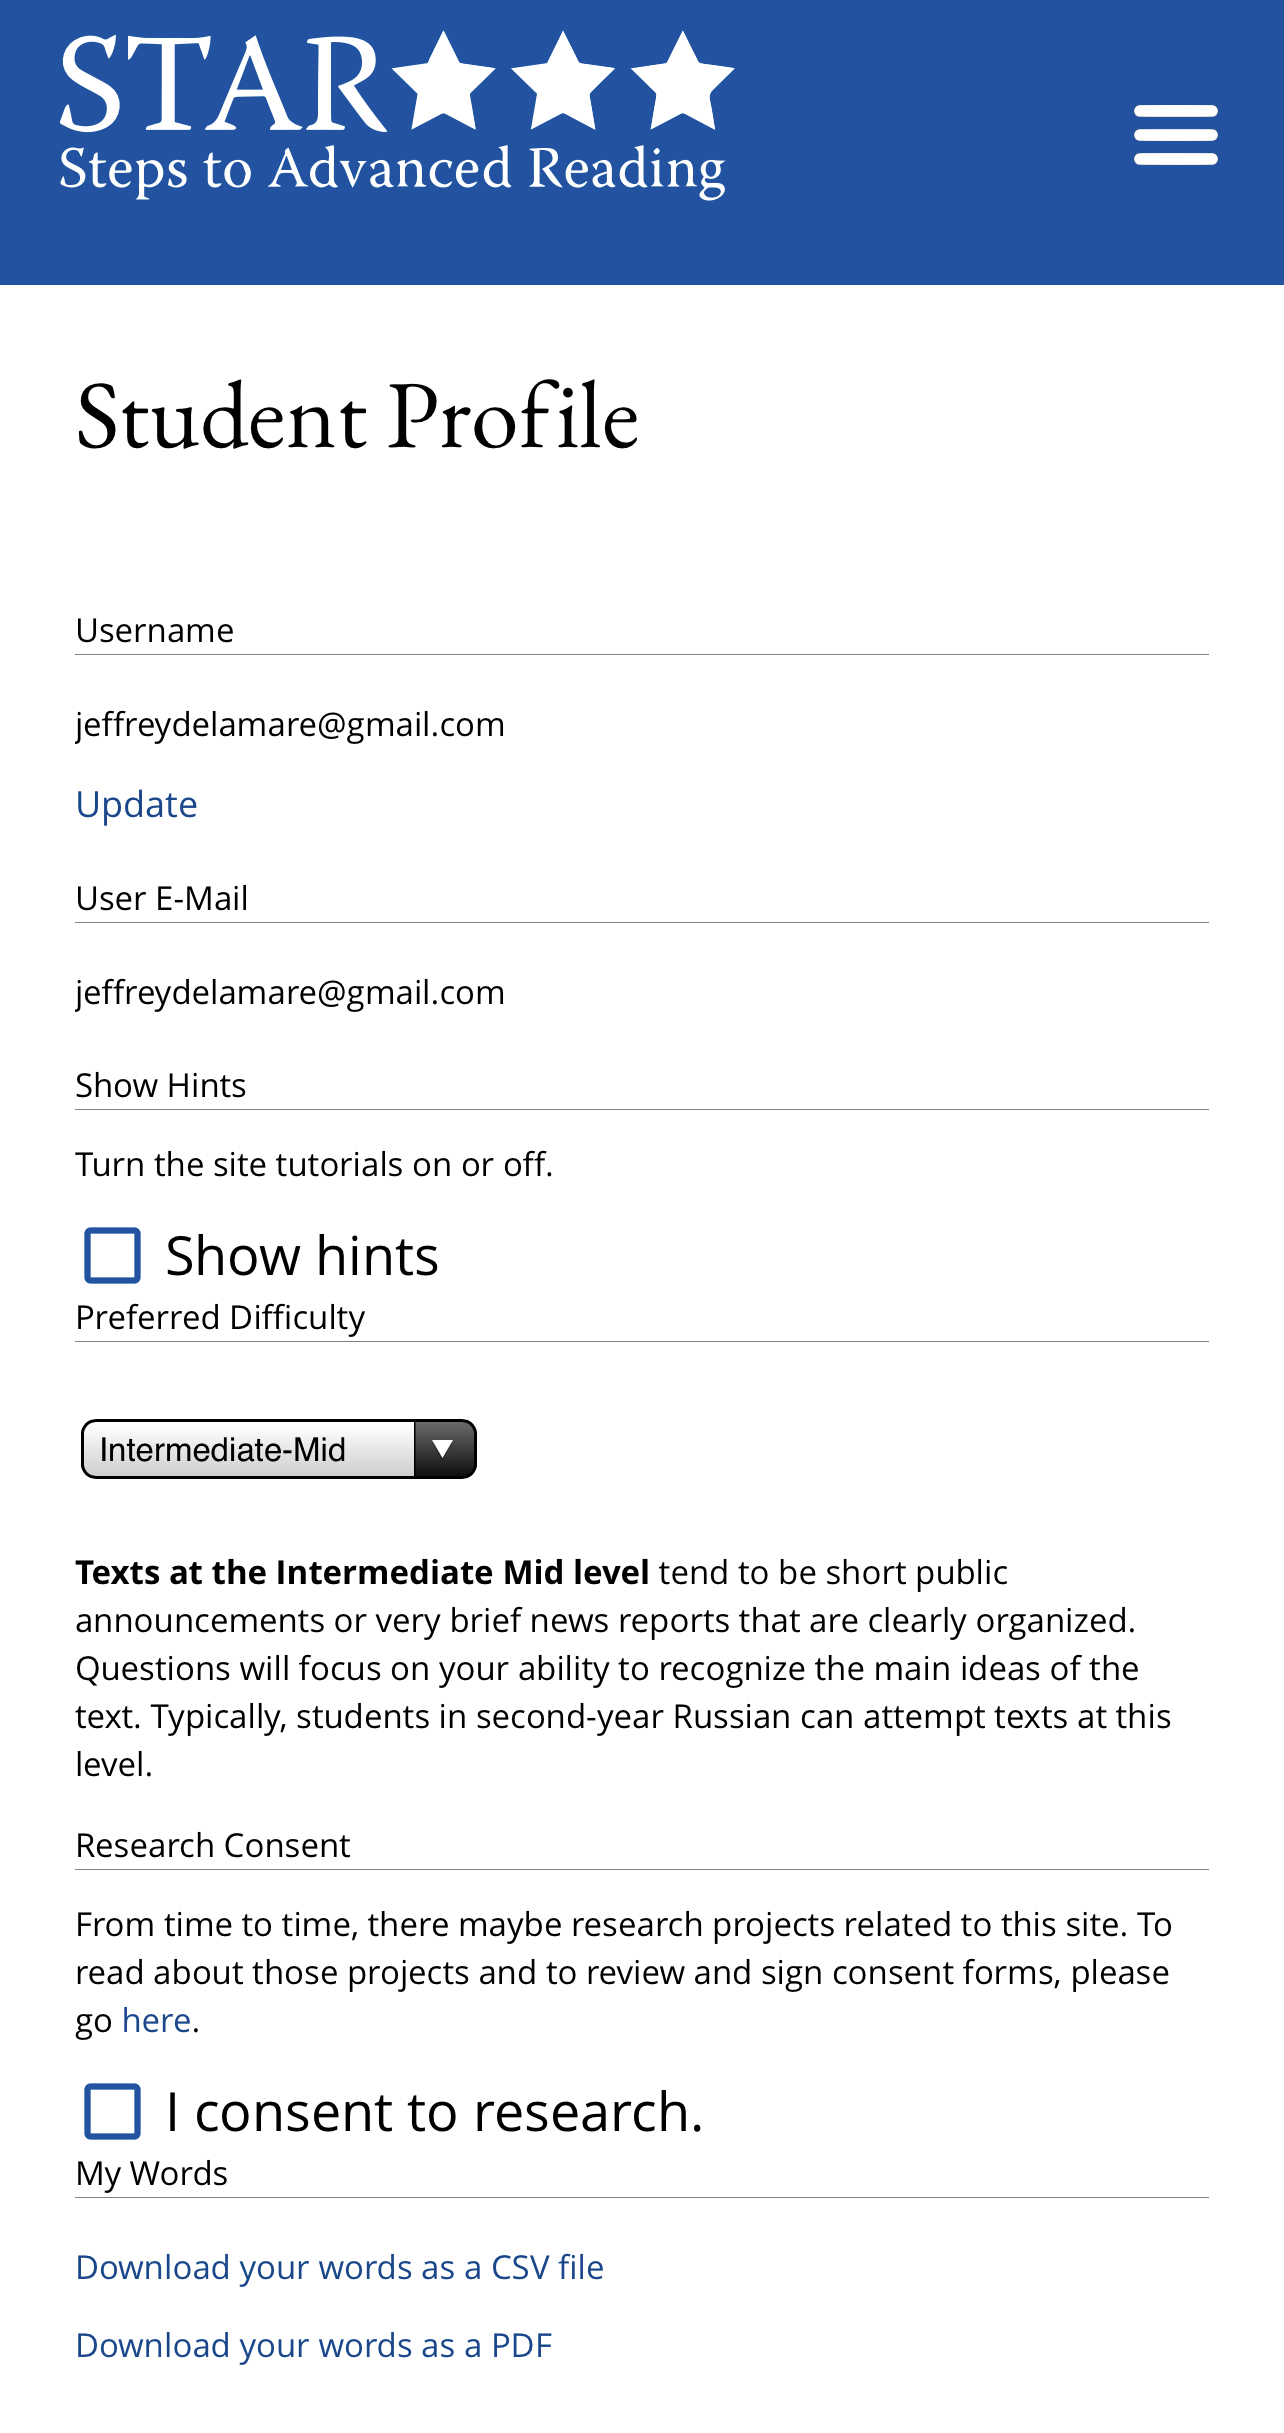 STAR★★★
Steps to Advanced Reading
Student Profile
Username
jeffreydelamare@gmail.com
Update
User E-Mail
jeffreydelamare@gmail.com
Show Hints
Turn the site tutorials on or off.
Show hints
Preferred Difficulty
Intermediate-Mid
Texts at the Intermediate Mid level tend to be short public
announcements or very brief news reports that are clearly organized.
Questions will focus on your ability to recognize the main ideas of the
text. Typically, students in second-year Russian can attempt texts at this
level.
Research Consent
From time to time, there maybe research projects related to this site. To
read about those projects and to review and sign consent forms, please
go here.
I consent to research.
My Words
Download your words as a CSV file
Download your words as a PDF